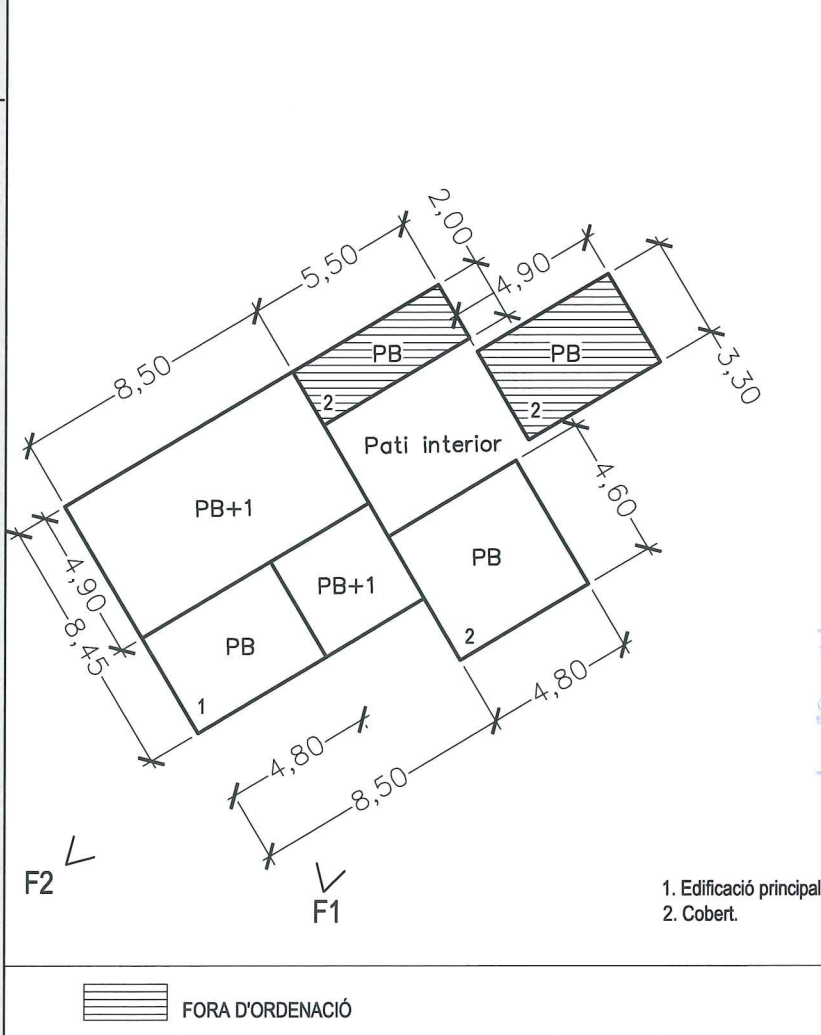 2,00
5,50
4,90
8,50
PB
PB
3,30
2
2
Pati interior
4,60
PB+1
PB
4,90
PB+1
8,45
PB
2
1
4,80
4,80
8,50
F2
F1
1. Edificació principal
2. Cobert.
FORA D'ORDENACIÓ